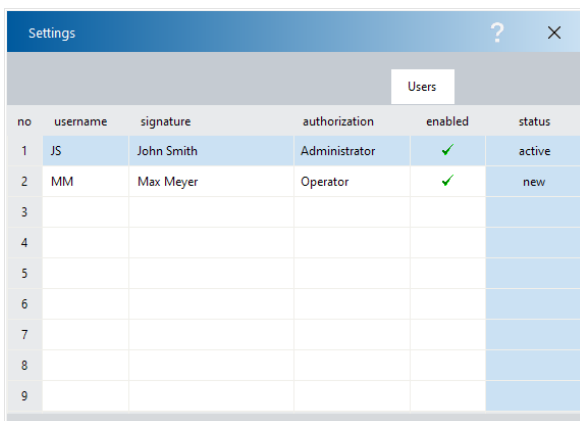 Settings ?
Users
no username signature authorization enabled status
1 JS John Smith Administrator ✓ active
2 MM Max Meyer Operator ✓ new
3
4
5
6
7
8
9